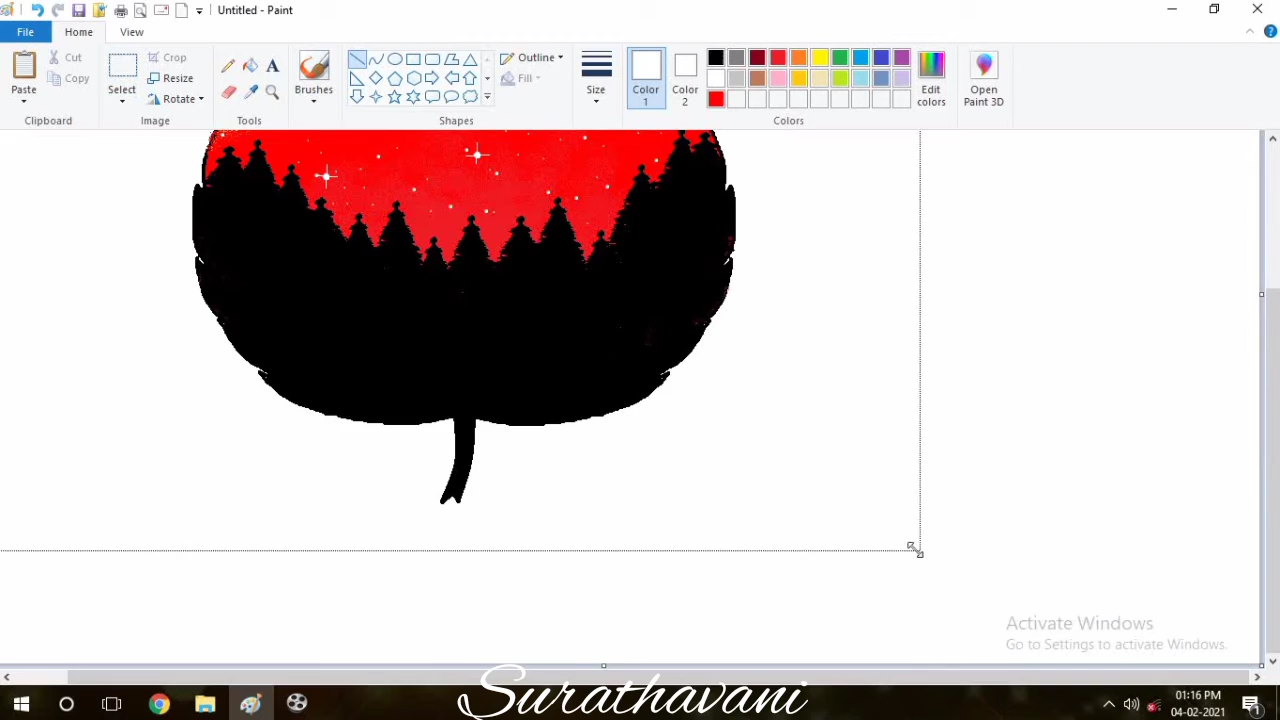 Untitled - Paint
File
Home
View
Paste
Cut
Copy
Clipboard
Select
Crop
Resize
Rotate
Image
A
Tools
Brushes
Shapes
Outline
Fill
Size
Color
1
Color
2
Edit
colors
Colors
Open
Paint 3D
Activate Windows
Go to Settings to activate Windows.
Surathavani
01:16 PM
04-02-2021
1